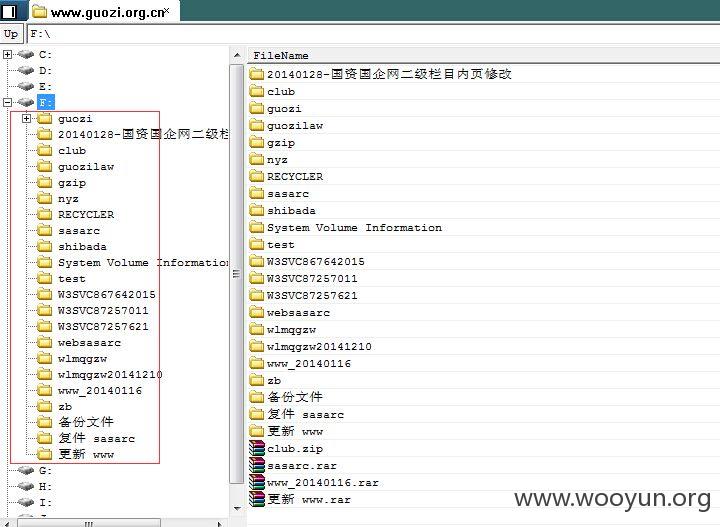 www.guozi.org.cn
Up F:\
C:
D:
E:
F:
guozi
20140128-国资国企网二级栏
club
guozilaw
gzip
nyz
RECYCLER
sasarc
shibada
System Volume Information
test
W3SVC867642015
W3SVC87257011
W3SVC87257621
websasarc
wlmqgzw
wlmqgzw20141210
www_20140116
zb
备份文件
复件 sasarc
更新 www
G:
H:
I:
FileName
20140128-国资国企网二级栏目内页修改
club
guozi
guozilaw
gzip
nyz
RECYCLER
sasarc
shibada
System Volume Information
test
W3SVC867642015
W3SVC87257011
W3SVC87257621
websasarc
wlmqgzw
wlmqgzw20141210
www_20140116
zb
备份文件
复件 sasarc
更新 www
club.zip
sasarc.rar
www_20140116.rar
更新 www.rar
www.wooyun.org